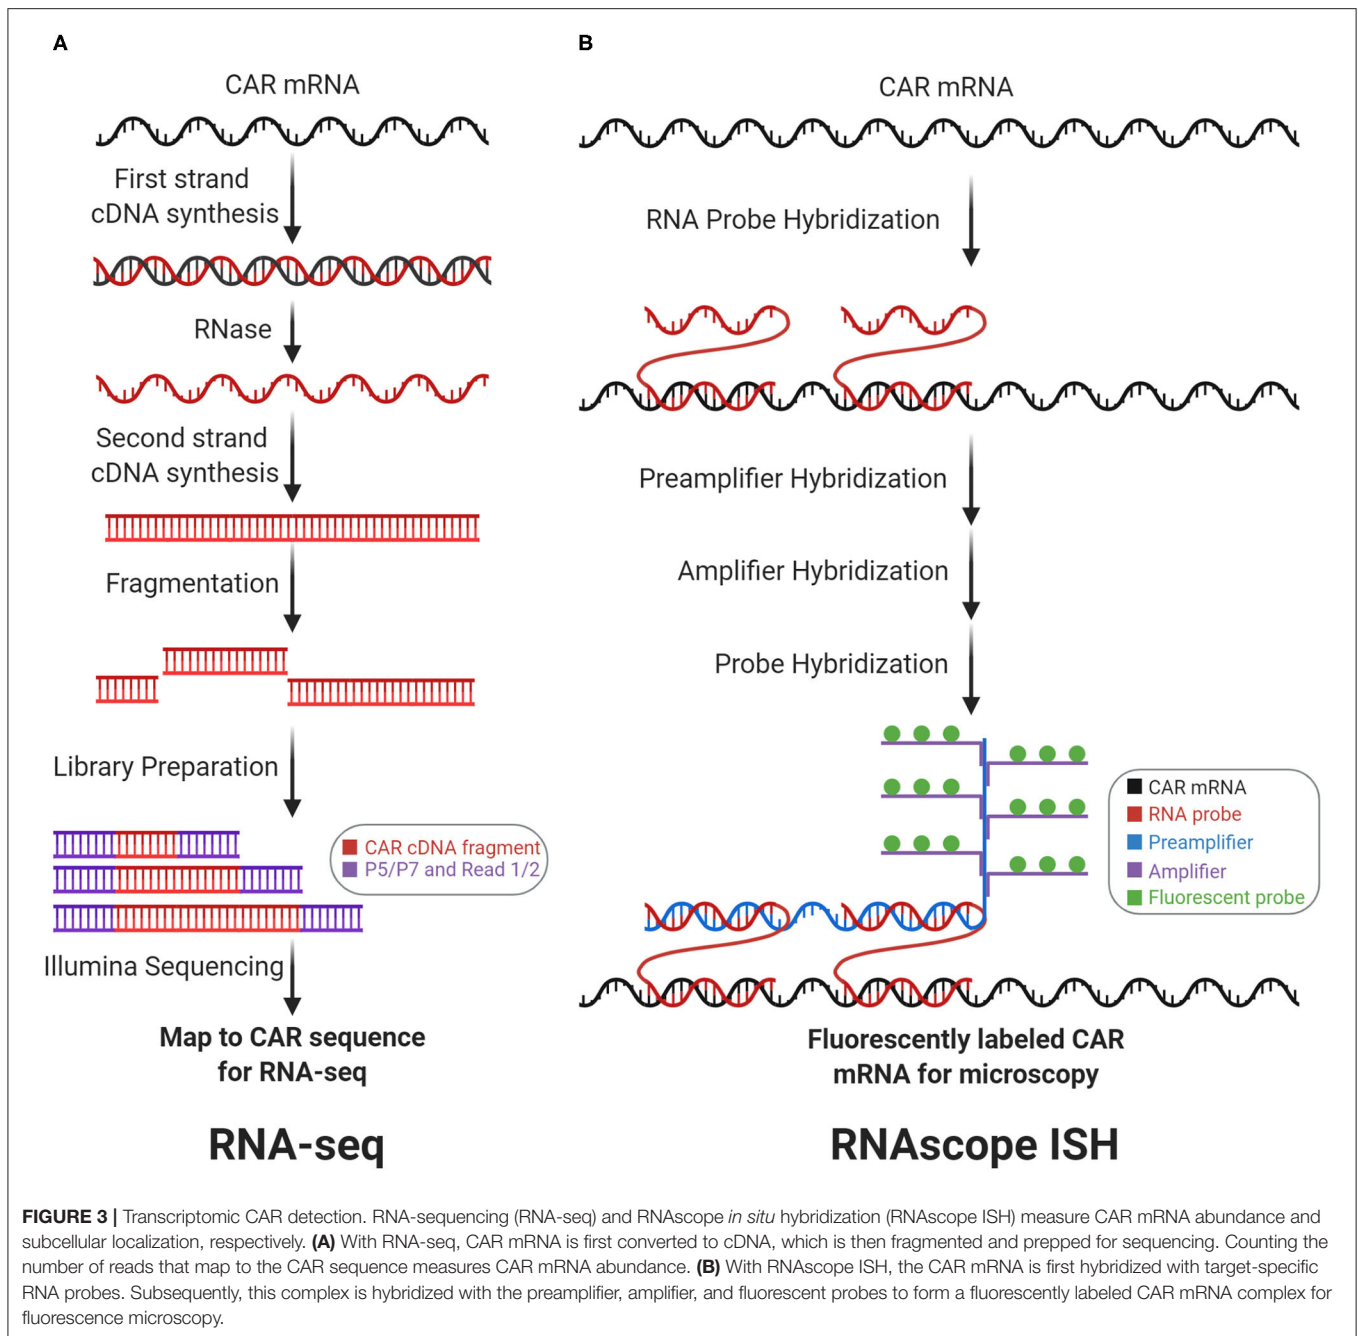 A
CAR mRNA
First strand
cDNA synthesis
RNase
Second strand
cDNA synthesis
Fragmentation
Library Preparation
CAR cDNA fragment
P5/P7 and Read 1/2
Illumina Sequencing
Map to CAR sequence
for RNA-seq
RNA-seq
B
CAR mRNA
RNA Probe Hybridization
Preamplifier Hybridization
Amplifier Hybridization
Probe Hybridization
CAR mRNA
RNA probe
Preamplifier
Amplifier
Fluorescent probe
Fluorescently labeled CAR
mRNA for microscopy
RNAscope ISH
FIGURE 3 | Transcriptomic CAR detection. RNA-sequencing (RNA-seq) and RNAscope in situ hybridization (RNAscope ISH) measure CAR mRNA abundance and
subcellular localization, respectively. (A) With RNA-seq, CAR mRNA is first converted to cDNA, which is then fragmented and prepped for sequencing. Counting the
number of reads that map to the CAR sequence measures CAR mRNA abundance. (B) With RNAscope ISH, the CAR mRNA is first hybridized with target-specific
RNA probes. Subsequently, this complex is hybridized with the preamplifier, amplifier, and fluorescent probes to form a fluorescently labeled CAR mRNA complex for
fluorescence microscopy.